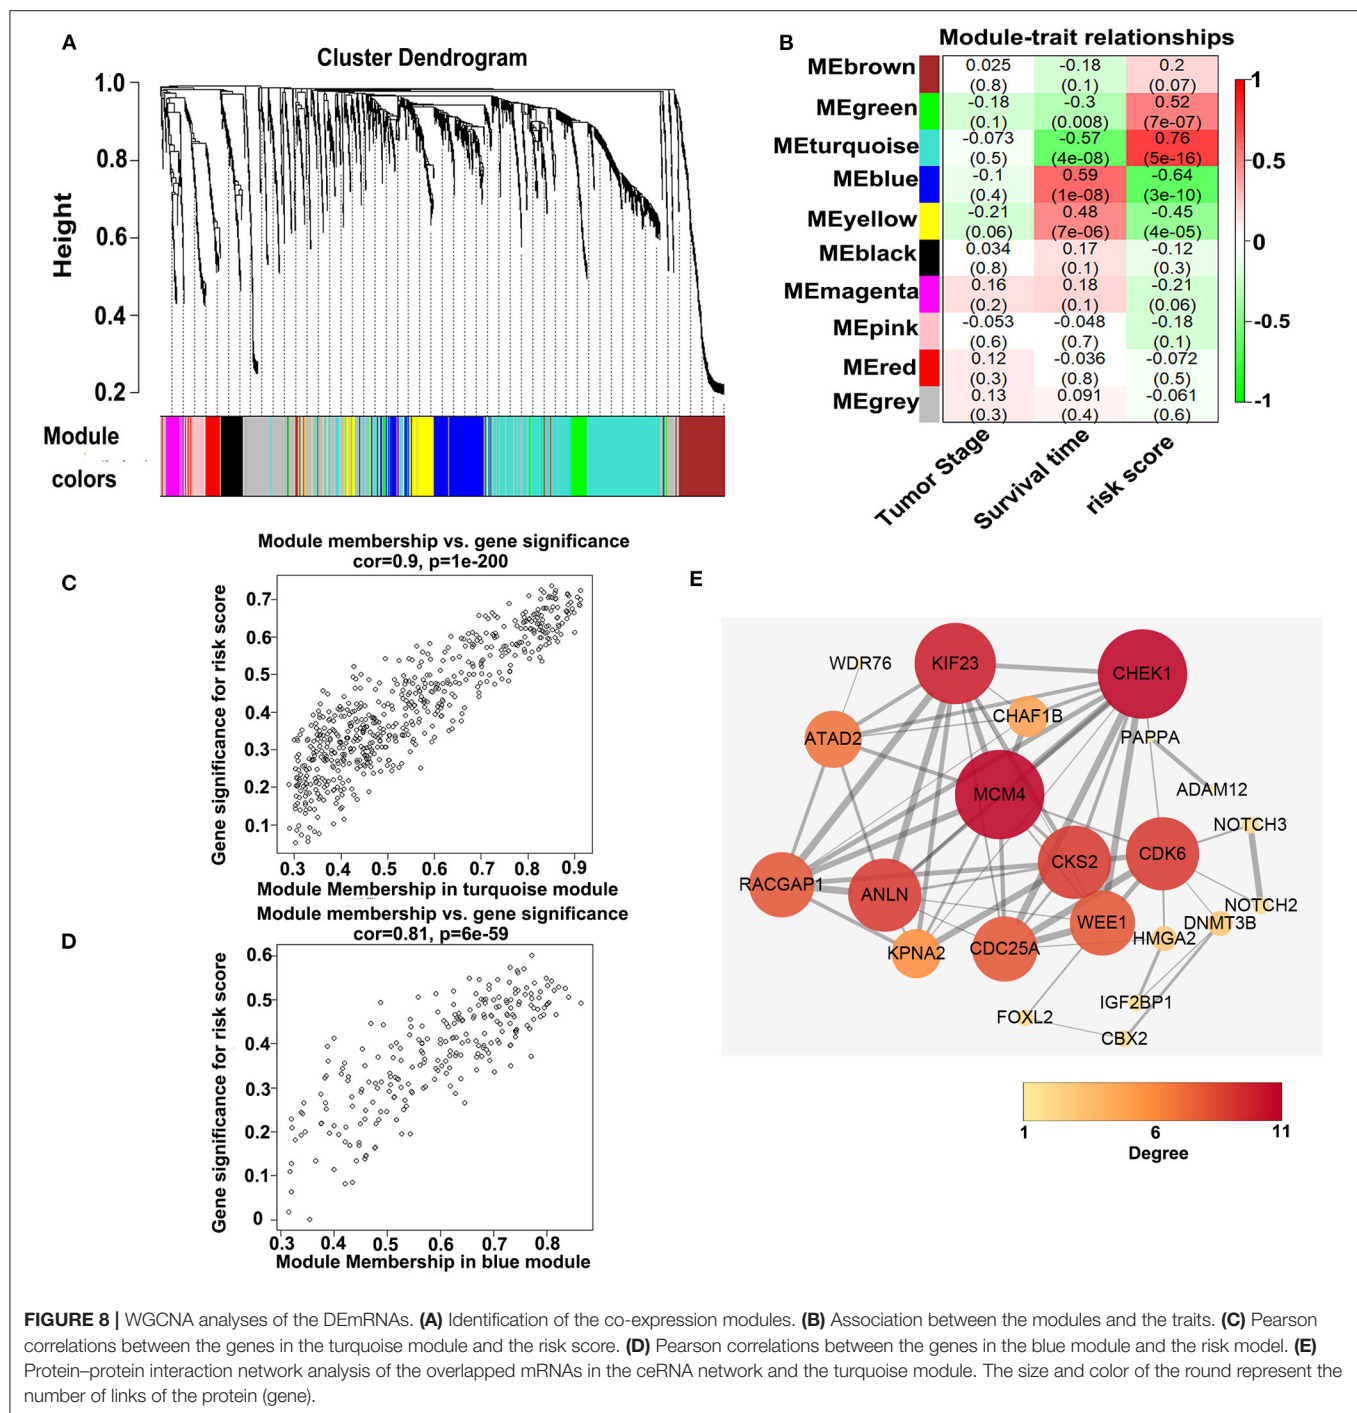 A
Cluster Dendrogram
Height
1.0
0.8
0.6
0.4
0.2
Module
colors
B
Module-trait relationships
MEbrown 0.025 -0.18 0.2
(0.8) (0.1) (0.07)
MEgreen -0.18 -0.3 0.52
(0.1) (0.008) (7e-07)
MEturquoise -0.073 -0.57 0.76
(0.5) (4e-08) (5e-16)
MEblue -0.1 0.59 -0.64
(0.4) (1e-08) (3e-10)
MEyellow -0.21 0.48 -0.45
(0.06) (7e-06) (4e-05)
MEblack 0.034 0.17 -0.12
(0.8) (0.1) (0.3)
MEmagenta 0.16 0.18 -0.21
(0.2) (0.1) (0.06)
MEpink -0.053 -0.048 -0.18
(0.6) (0.7) (0.1)
MEred 0.12 -0.036 -0.072
(0.3) (0.8) (0.5)
MEgrey 0.13 0.091 -0.061
(0.3) (0.4) (0.6)
Tumor Stage
Survival time
risk score
1
0.5
0
-0.5
-1
C
Module membership vs. gene significance
cor=0.9, p=1e-200
Gene significance for risk score
0.7
0.6
0.5
0.4
0.3
0.2
0.1
0.3 0.4 0.5 0.6 0.7 0.8 0.9
Module Membership in turquoise module
D
Module membership vs. gene significance
cor=0.81, p=6e-59
Gene significance for risk score
0.6
0.5
0.4
0.3
0.2
0.1
0
0.3 0.4 0.5 0.6 0.7 0.8
Module Membership in blue module
E
WDR76
KIF23
CHEK1
CHAF1B
ATAD2
PAPPA
MCM4
ADAM12
NOTCH3
CKS2
CDK6
RACGAP1
ANLN
NOTCH2
WEE1
DNMT3B
HMGA2
KPNA2
CDC25A
IGF2BP1
FOXL2
CBX2
1 6 11
Degree
FIGURE 8 | WGCNA analyses of the DEmRNAs. (A) Identification of the co-expression modules. (B) Association between the modules and the traits. (C) Pearson
correlations between the genes in the turquoise module and the risk score. (D) Pearson correlations between the genes in the blue module and the risk model. (E)
Protein–protein interaction network analysis of the overlapped mRNAs in the ceRNA network and the turquoise module. The size and color of the round represent the
number of links of the protein (gene).